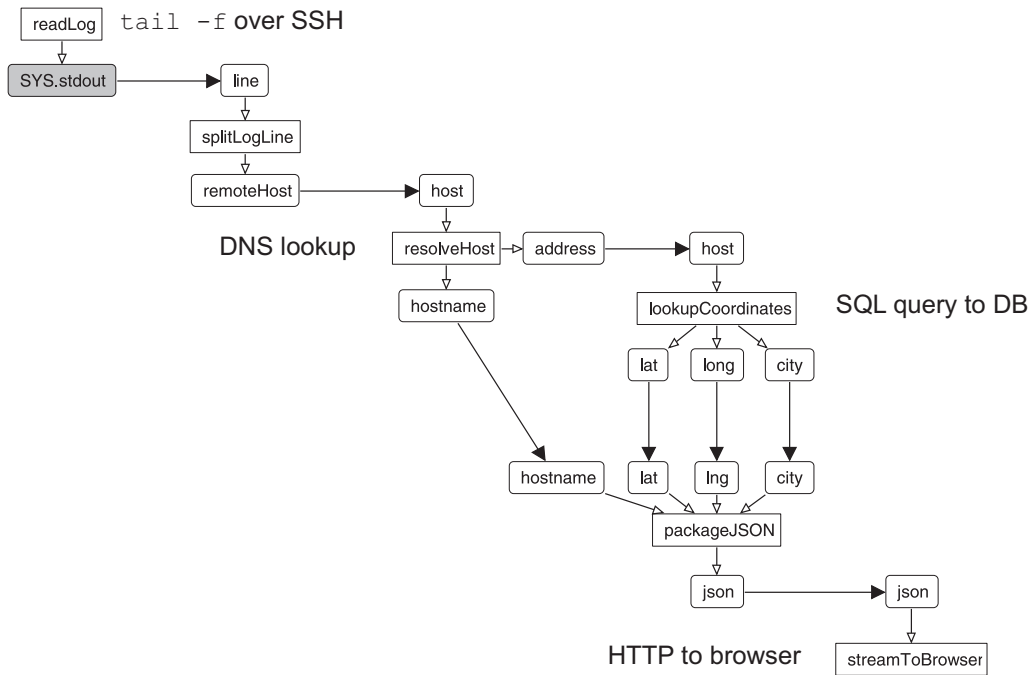 readLog
tail -f over SSH
SYS.stdout
line
splitLogLine
remoteHost
host
DNS lookup
resolveHost
address
host
hostname
lookupCoordinates
SQL query to DB
lat
long
city
hostname
lat
lng
city
packageJSON
json
json
HTTP to browser
streamToBrowser